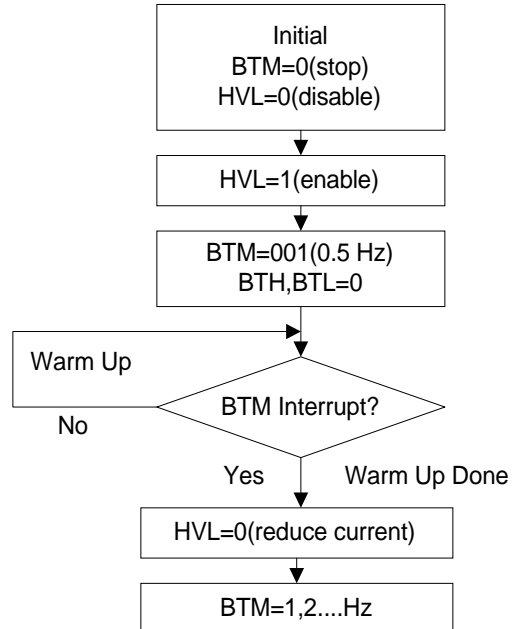 Initial
BTM=0(stop)
HVL=0(disable)
HVL=1(enable)
BTM=001(0.5 Hz)
BTH,BTL=0
Warm Up
BTM Interrupt?
No
Yes
Warm Up Done
HVL=0(reduce current)
BTM=1,2....Hz